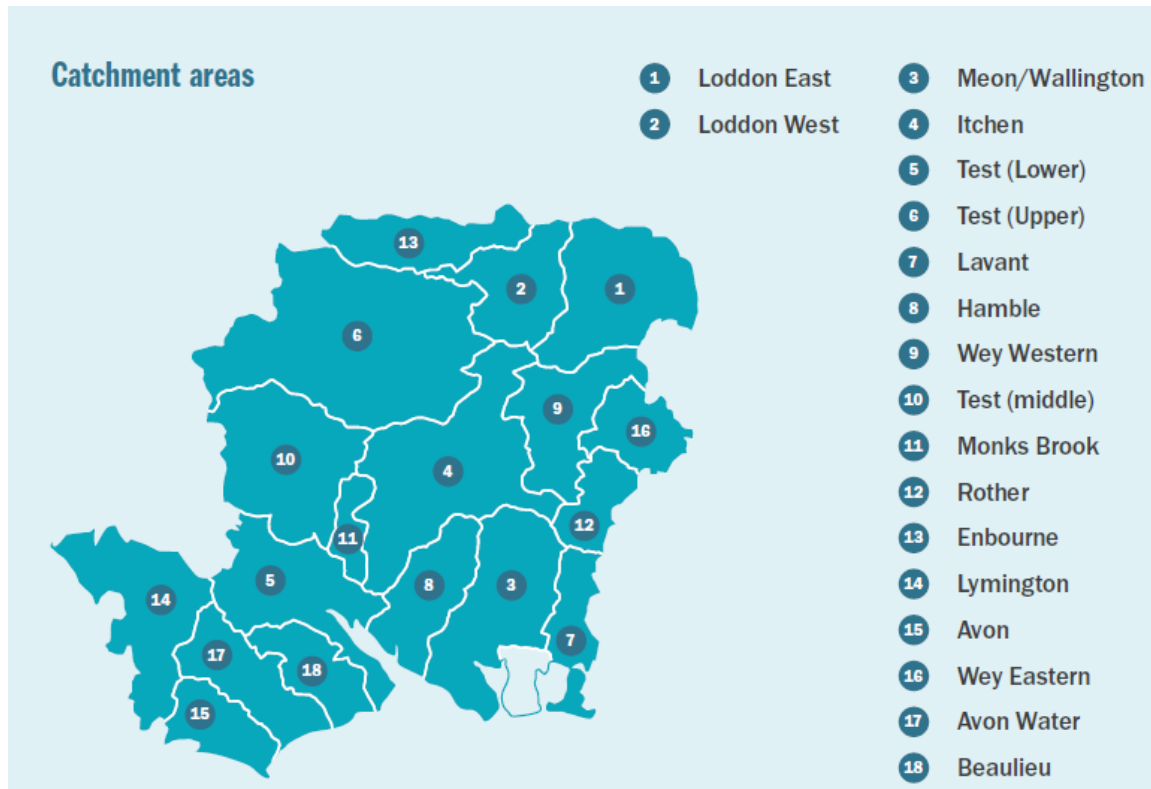 Catchment areas
1 Loddon East
2 Loddon West
3 Meon/Wallington
4 Itchen
5 Test (Lower)
6 Test (Upper)
7 Lavant
8 Hamble
9 Wey Western
10 Test (middle)
11 Monks Brook
12 Rother
13 Enbourne
14 Lymington
15 Avon
16 Wey Eastern
17 Avon Water
18 Beaulieu
13
2
1
6
9
16
10
4
12
11
5
8
3
14
7
17
18
15